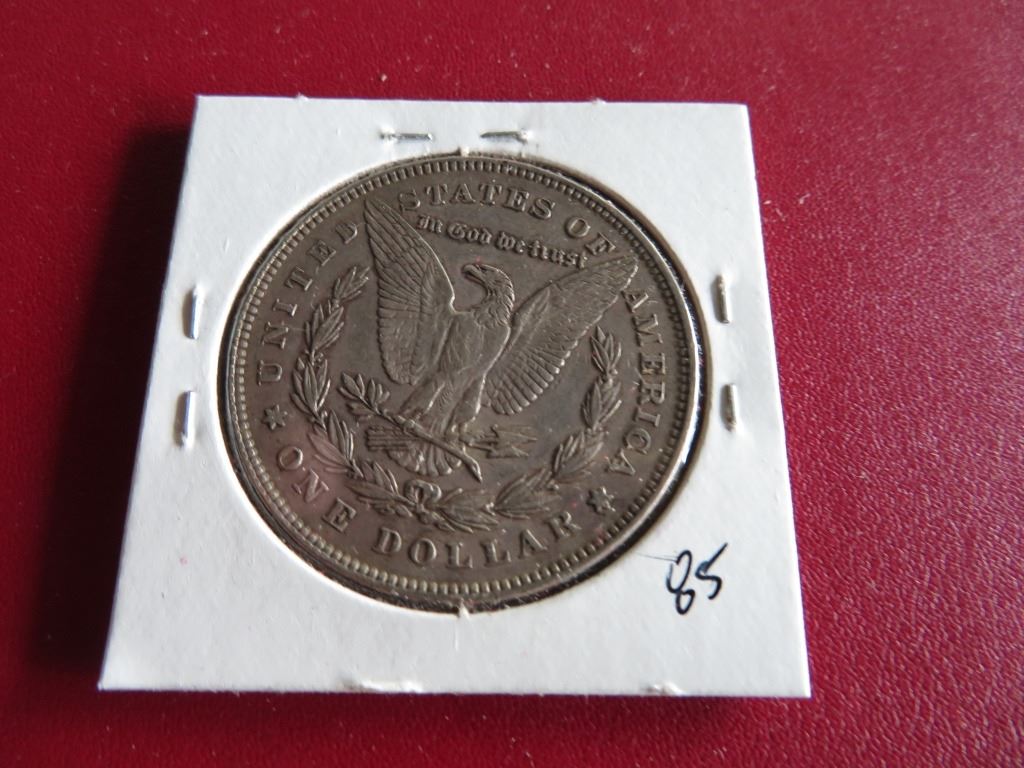 UNITED STATES OF AMERICA
In God we trust
ONE DOLLAR
85